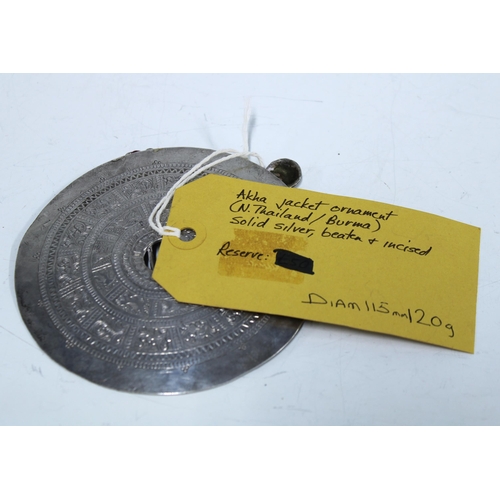 Akha jacket ornament
(N. Thailand / Burma)
solid silver, beaten + incised
Reserve:
DIAM 115mm/120g